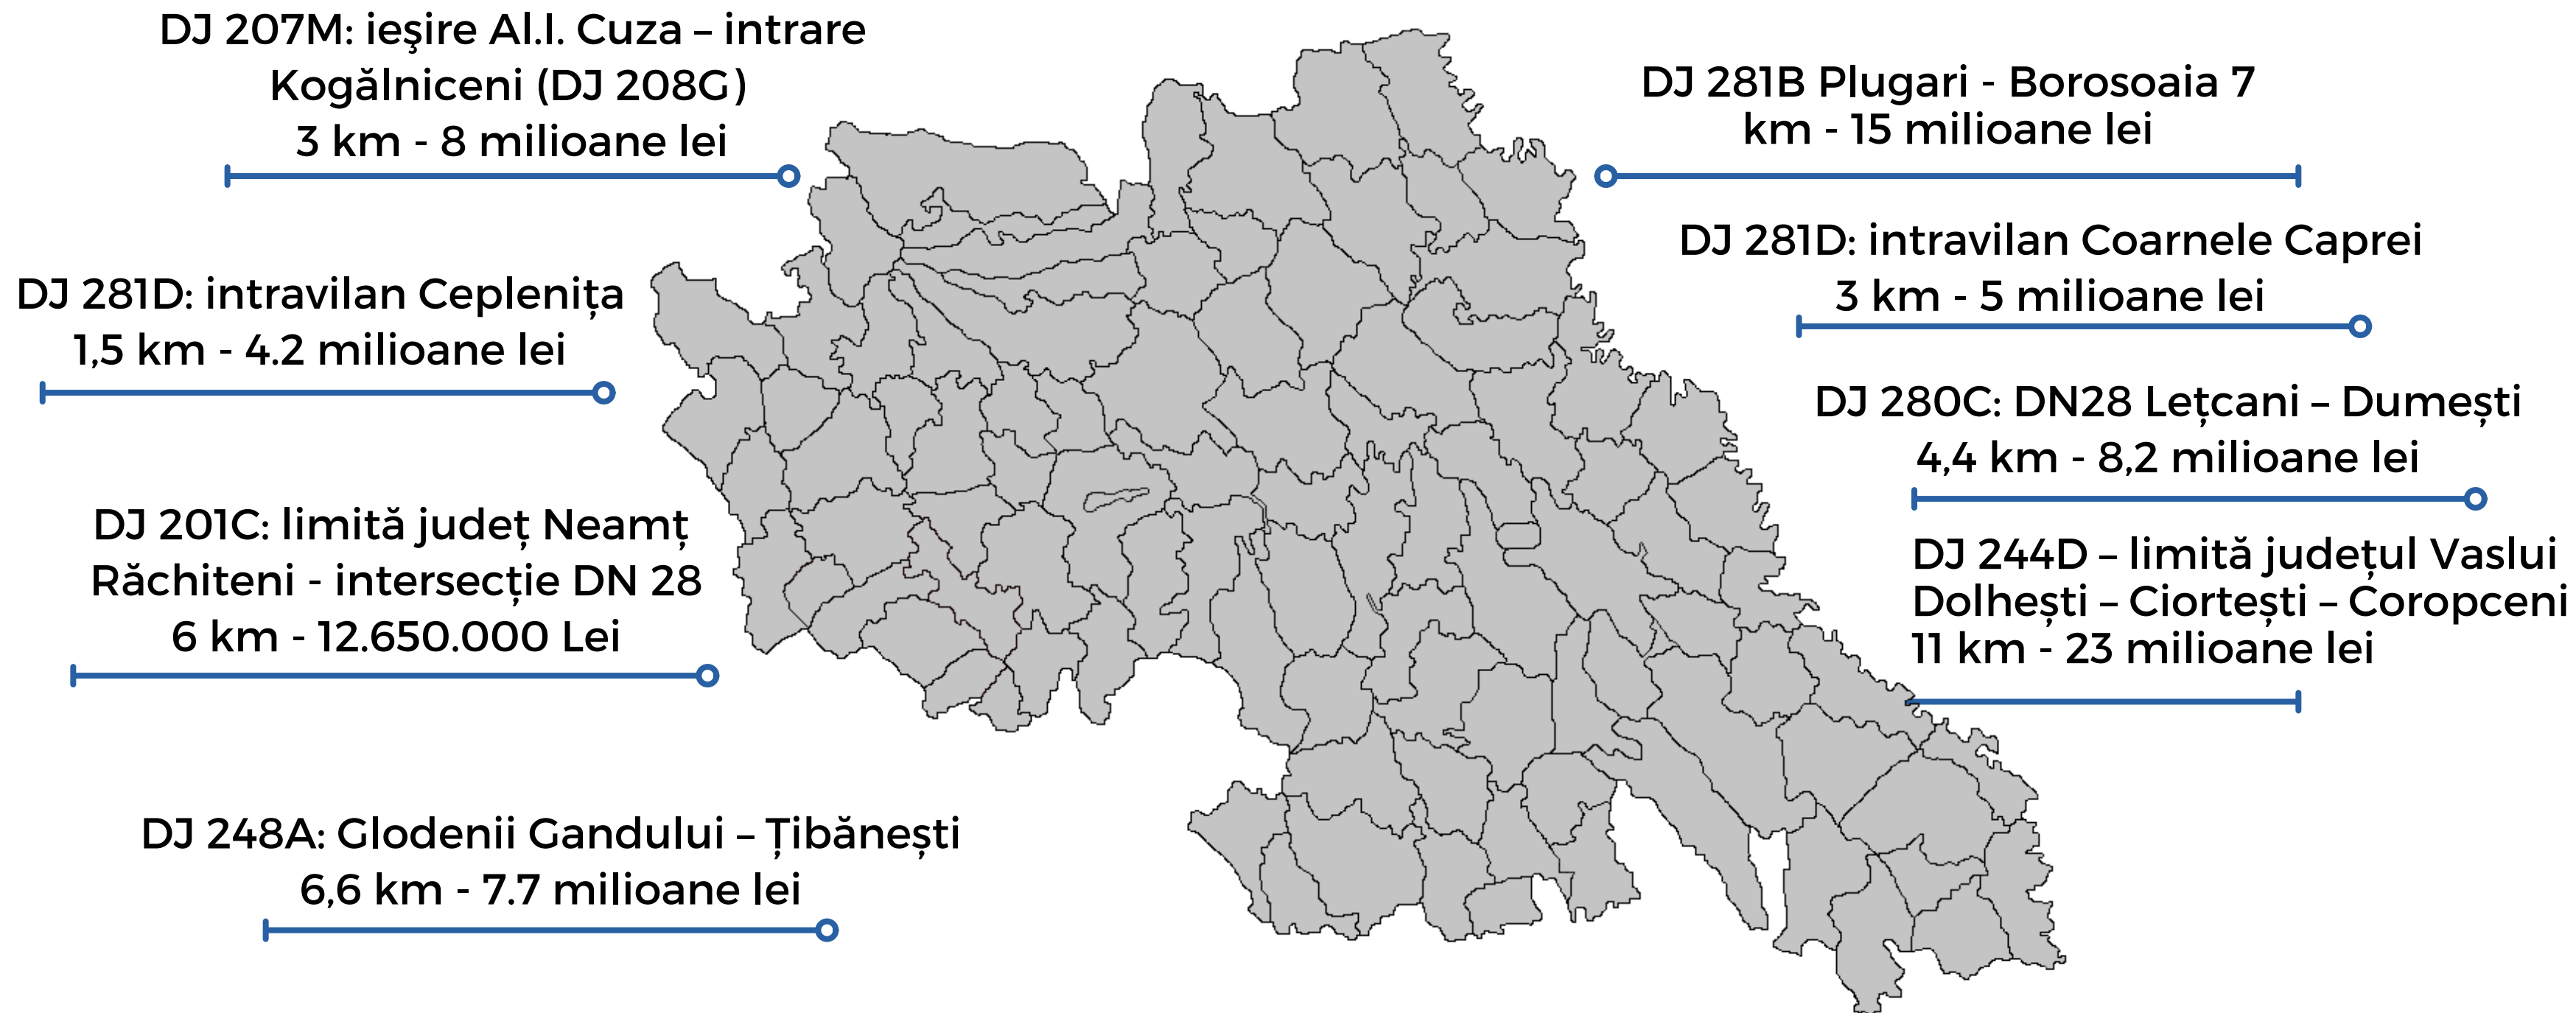 DJ 207M: ieşire Al.I. Cuza – intrare
Kogălniceni (DJ 208G)
3 km - 8 milioane lei
DJ 281D: intravilan Ceplenița
1,5 km - 4.2 milioane lei
DJ 201C: limită județ Neamț
Răchiteni - intersecție DN 28
6 km - 12.650.000 Lei
DJ 248A: Glodenii Gandului – Țibănești
6,6 km - 7.7 milioane lei
DJ 281B Plugari - Borosoaia 7
km - 15 milioane lei
DJ 281D: intravilan Coarnele Caprei
3 km - 5 milioane lei
DJ 280C: DN28 Lețcani – Dumești
4,4 km - 8,2 milioane lei
DJ 244D – limită județul Vaslui
Dolhești – Ciortești – Coropceni
11 km - 23 milioane lei